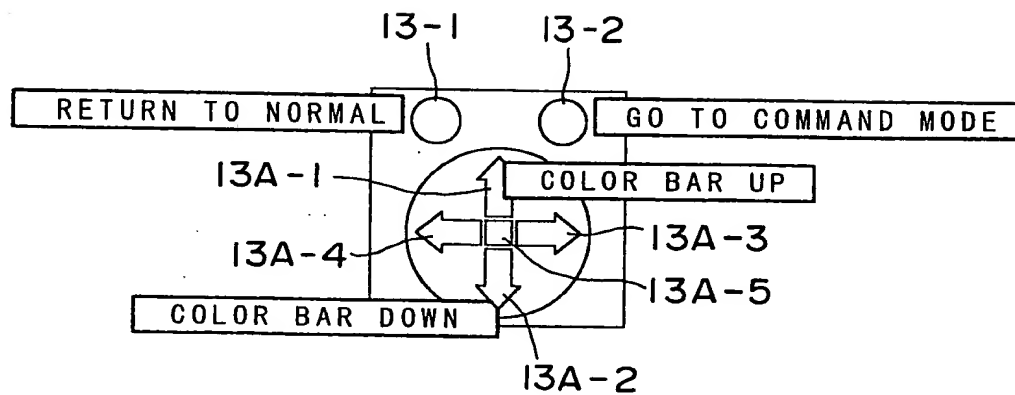 13-1 13-2
RETURN TO NORMAL GO TO COMMAND MODE
13A-1 COLOR BAR UP
13A-4 13A-3
13A-5
COLOR BAR DOWN
13A-2